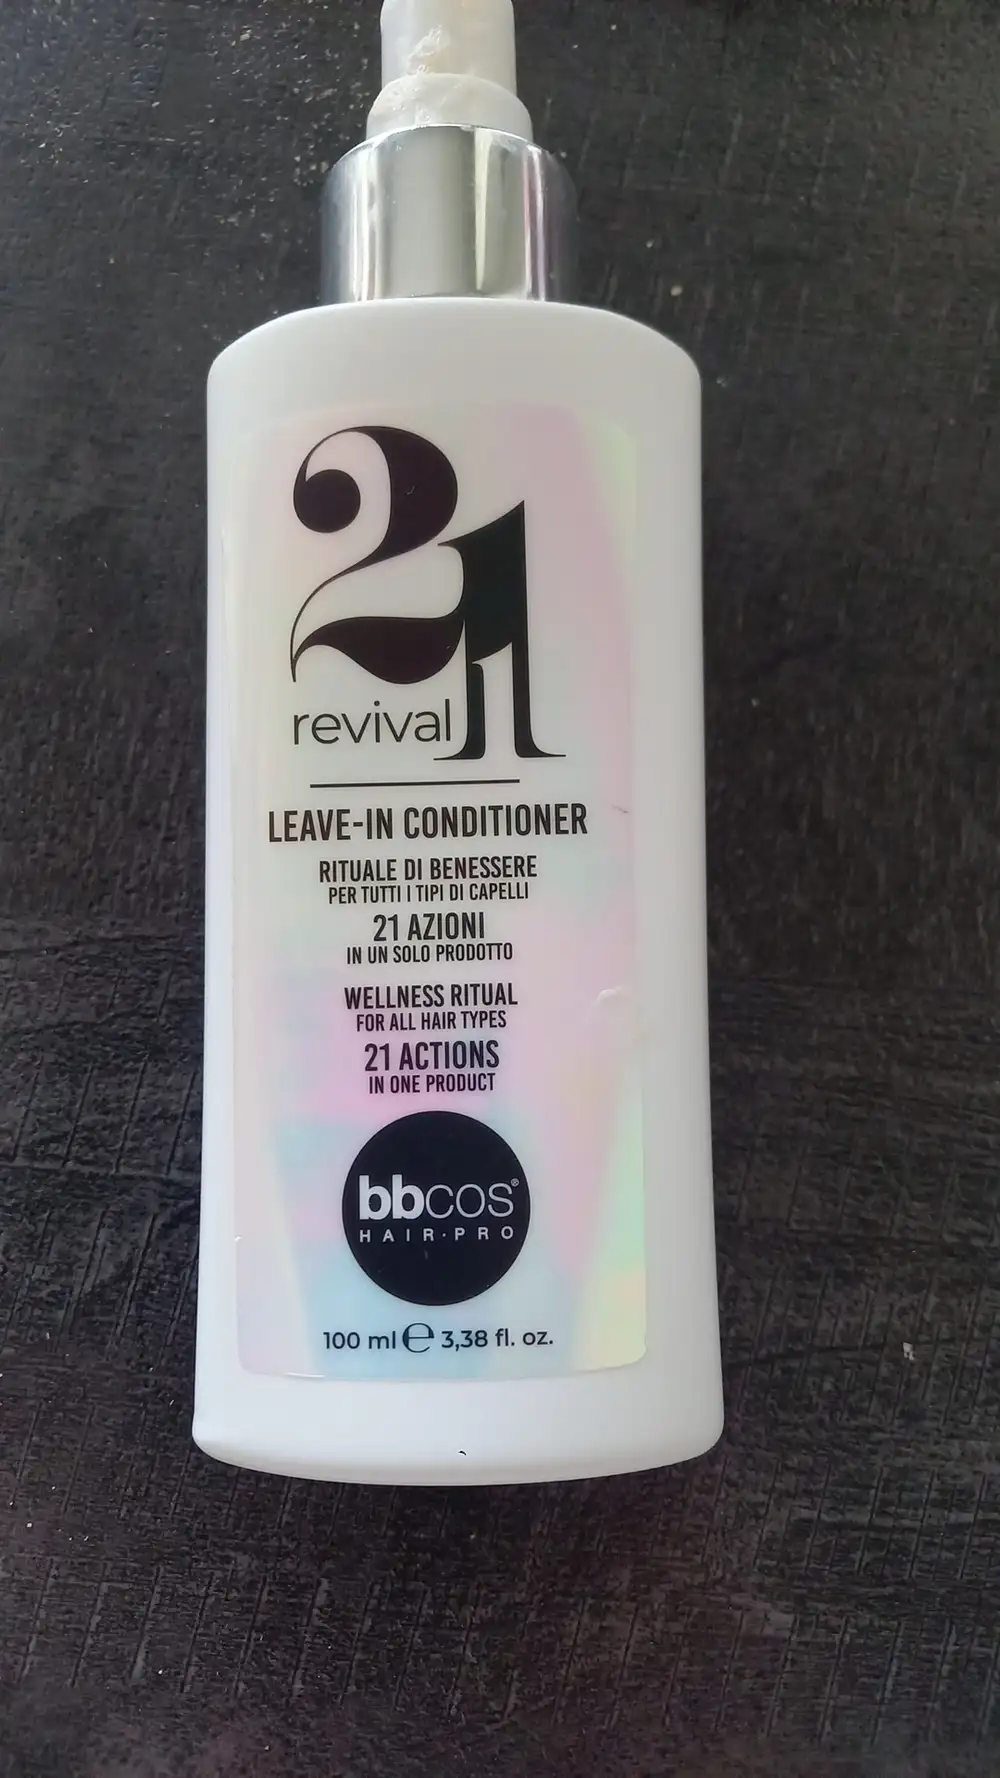 21
revival
LEAVE-IN CONDITIONER
RITUALE DI BENESSERE
PER TUTTI I TIPI DI CAPELLI
21 AZIONI
IN UN SOLO PRODOTTO
WELLNESS RITUAL
FOR ALL HAIR TYPES
21 ACTIONS
IN ONE PRODUCT
bbcos®
HAIR·PRO
100 ml ℮ 3,38 fl. oz.